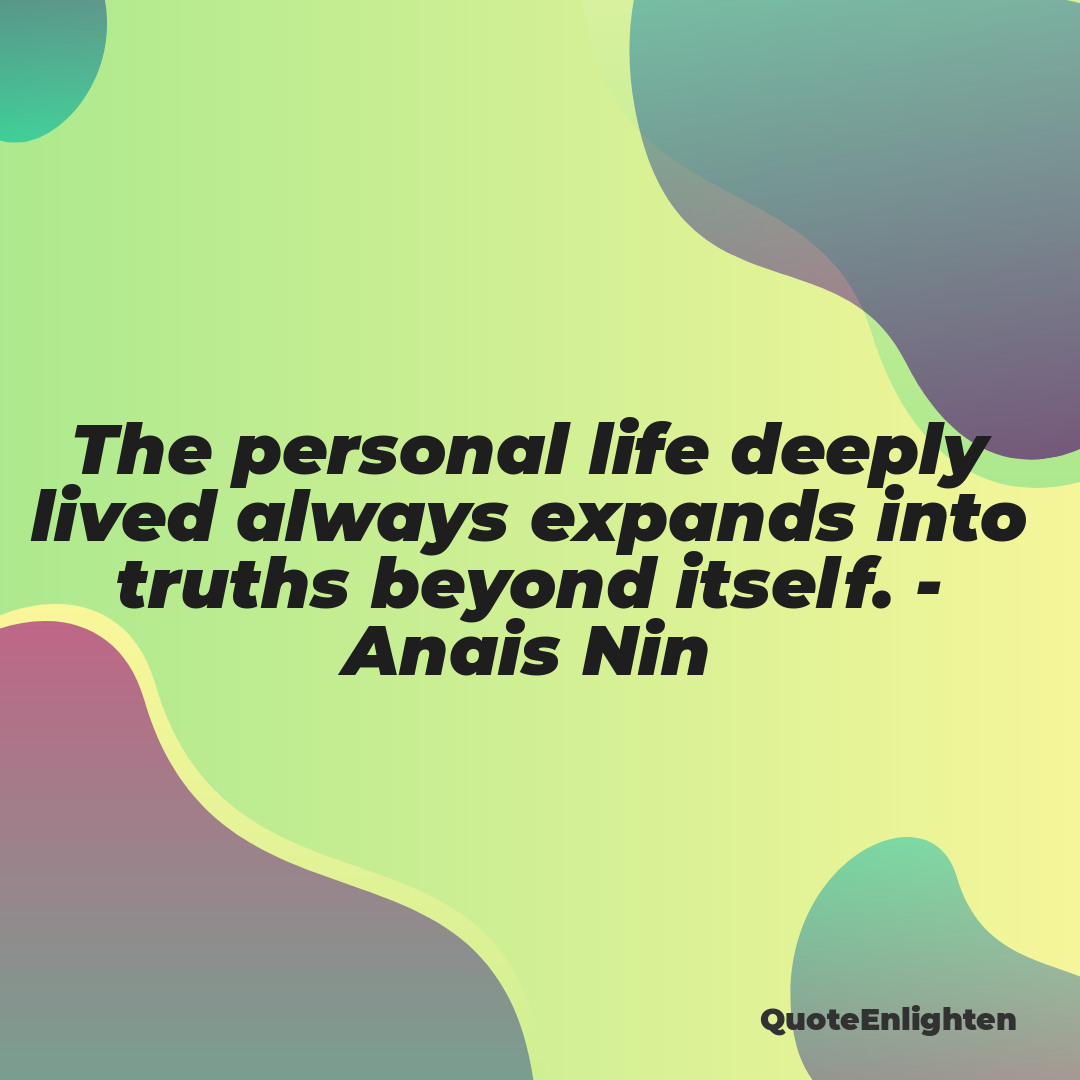 The personal life deeply
lived always expands into
truths beyond itself. -
Anais Nin
QuoteEnlighten